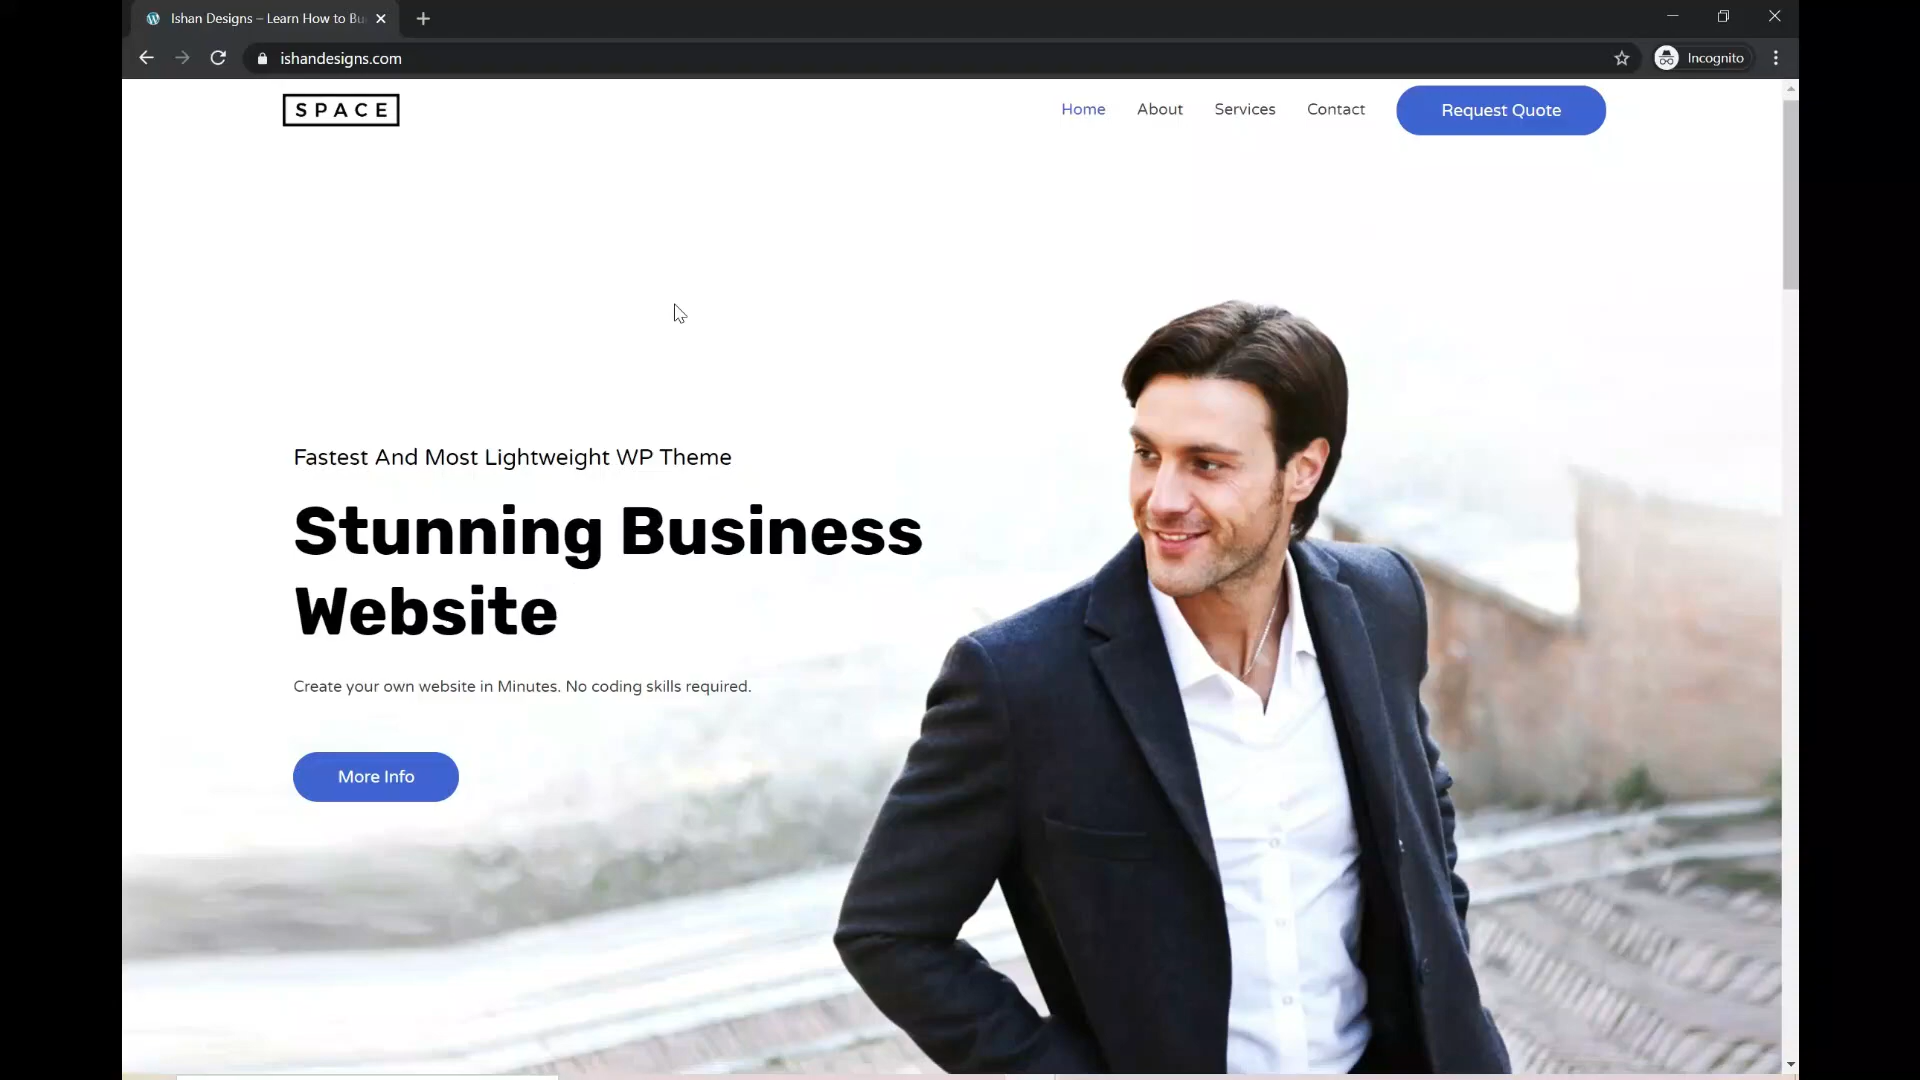 Ishan Designs – Learn How to Bu
ishandesigns.com
Incognito
SPACE
Home
About
Services
Contact
Request Quote
Fastest And Most Lightweight WP Theme
Stunning Business
Website
Create your own website in Minutes. No coding skills required.
More Info